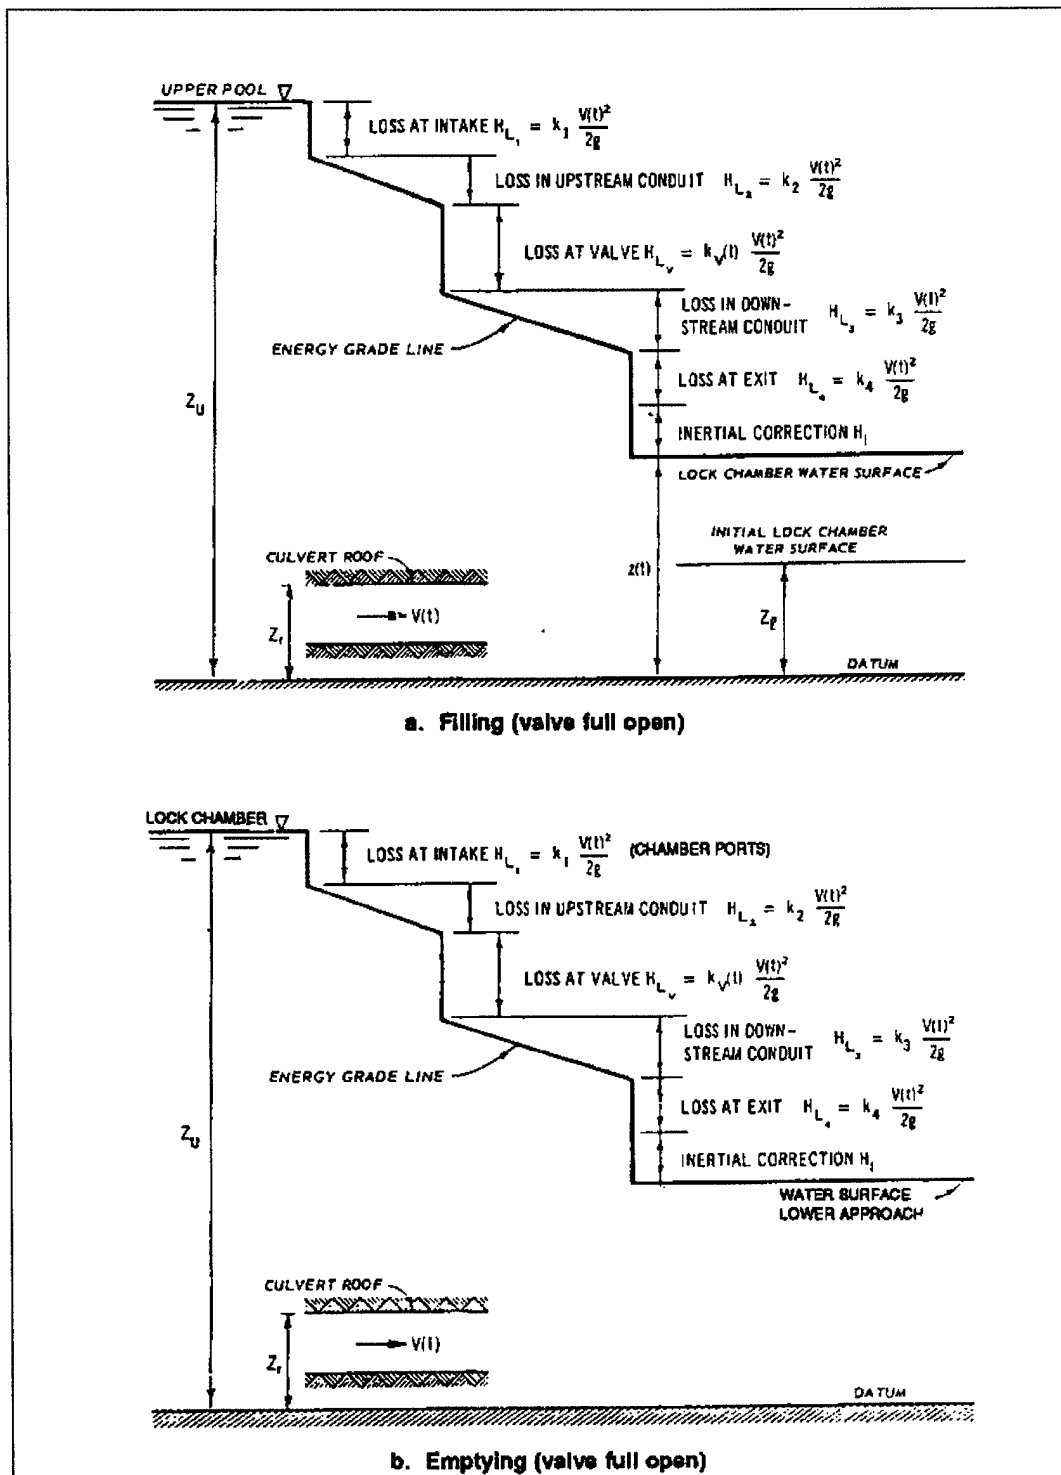 UPPER POOL
LOSS AT INTAKE H_L₁ = k₁ V(t)²/2g
LOSS IN UPSTREAM CONDUIT H_L₂ = k₂ V(t)²/2g
LOSS AT VALVE H_Lᵥ = k_V(t) V(t)²/2g
LOSS IN DOWN-
STREAM CONDUIT H_L₃ = k₃ V(t)²/2g
ENERGY GRADE LINE
LOSS AT EXIT H_L₄ = k₄ V(t)²/2g
Z_U
INERTIAL CORRECTION H_i
LOCK CHAMBER WATER SURFACE
INITIAL LOCK CHAMBER
WATER SURFACE
CULVERT ROOF
z(t)
V(t)
Z_r
Z_ℓ
DATUM
a. Filling (valve full open)
LOCK CHAMBER
LOSS AT INTAKE H_L₁ = k₁ V(t)²/2g (CHAMBER PORTS)
LOSS IN UPSTREAM CONDUIT H_L₂ = k₂ V(t)²/2g
LOSS AT VALVE H_Lᵥ = k_V(t) V(t)²/2g
LOSS IN DOWN-
STREAM CONDUIT H_L₃ = k₃ V(t)²/2g
ENERGY GRADE LINE
LOSS AT EXIT H_L₄ = k₄ V(t)²/2g
Z_U
INERTIAL CORRECTION H_i
WATER SURFACE
LOWER APPROACH
CULVERT ROOF
V(t)
Z_r
DATUM
b. Emptying (valve full open)